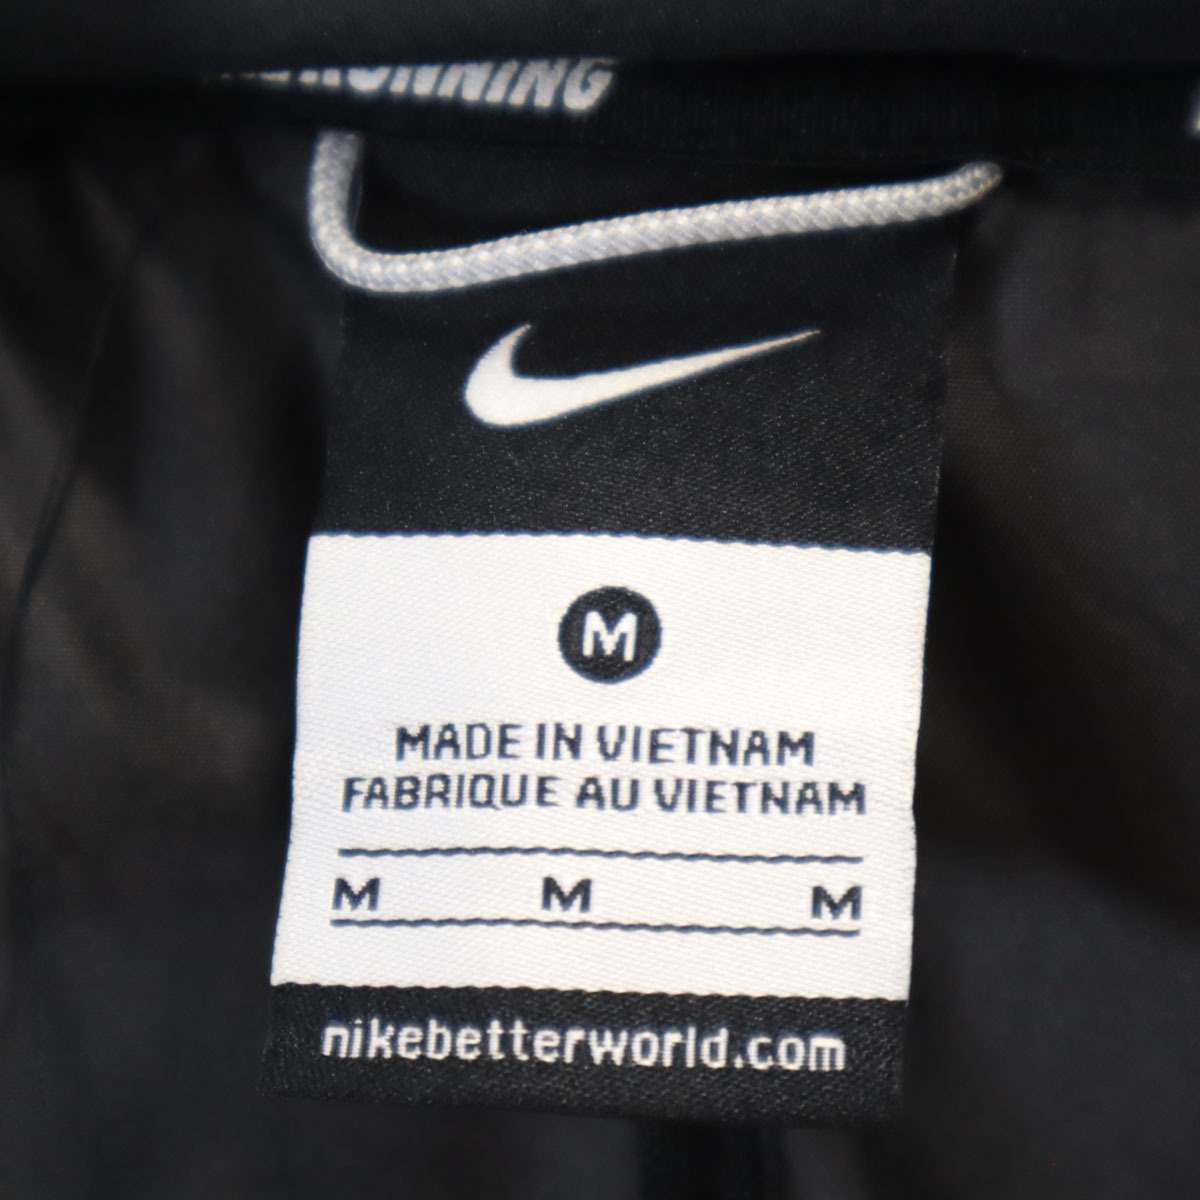 RUNNING
M
MADE IN VIETNAM
FABRIQUE AU VIETNAM
M M M
nikebetterworld.com